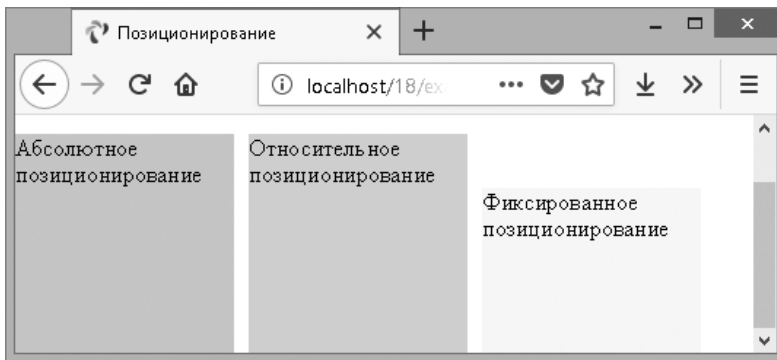 Позиционирование
localhost/18/ex
Абсолютное
позиционирование
Относительное
позиционирование
Фиксированное
позиционирование